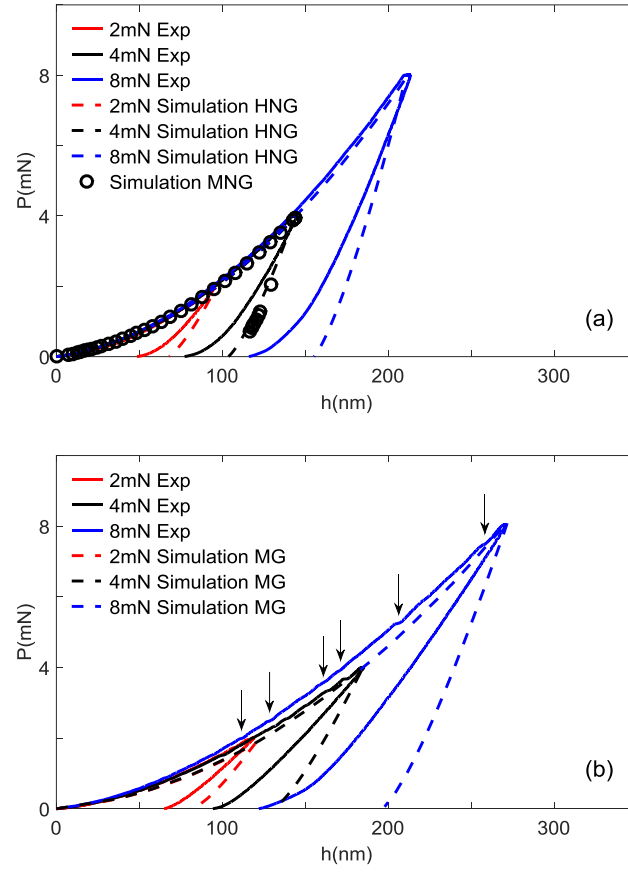 2mN Exp
4mN Exp
8mN Exp
2mN Simulation HNG
4mN Simulation HNG
8mN Simulation HNG
Simulation MNG
8
4
0
P(mN)
(a)
0 100 200 300
h(nm)
2mN Exp
4mN Exp
8mN Exp
2mN Simulation MG
4mN Simulation MG
8mN Simulation MG
8
4
0
P(mN)
(b)
0 100 200 300
h(nm)